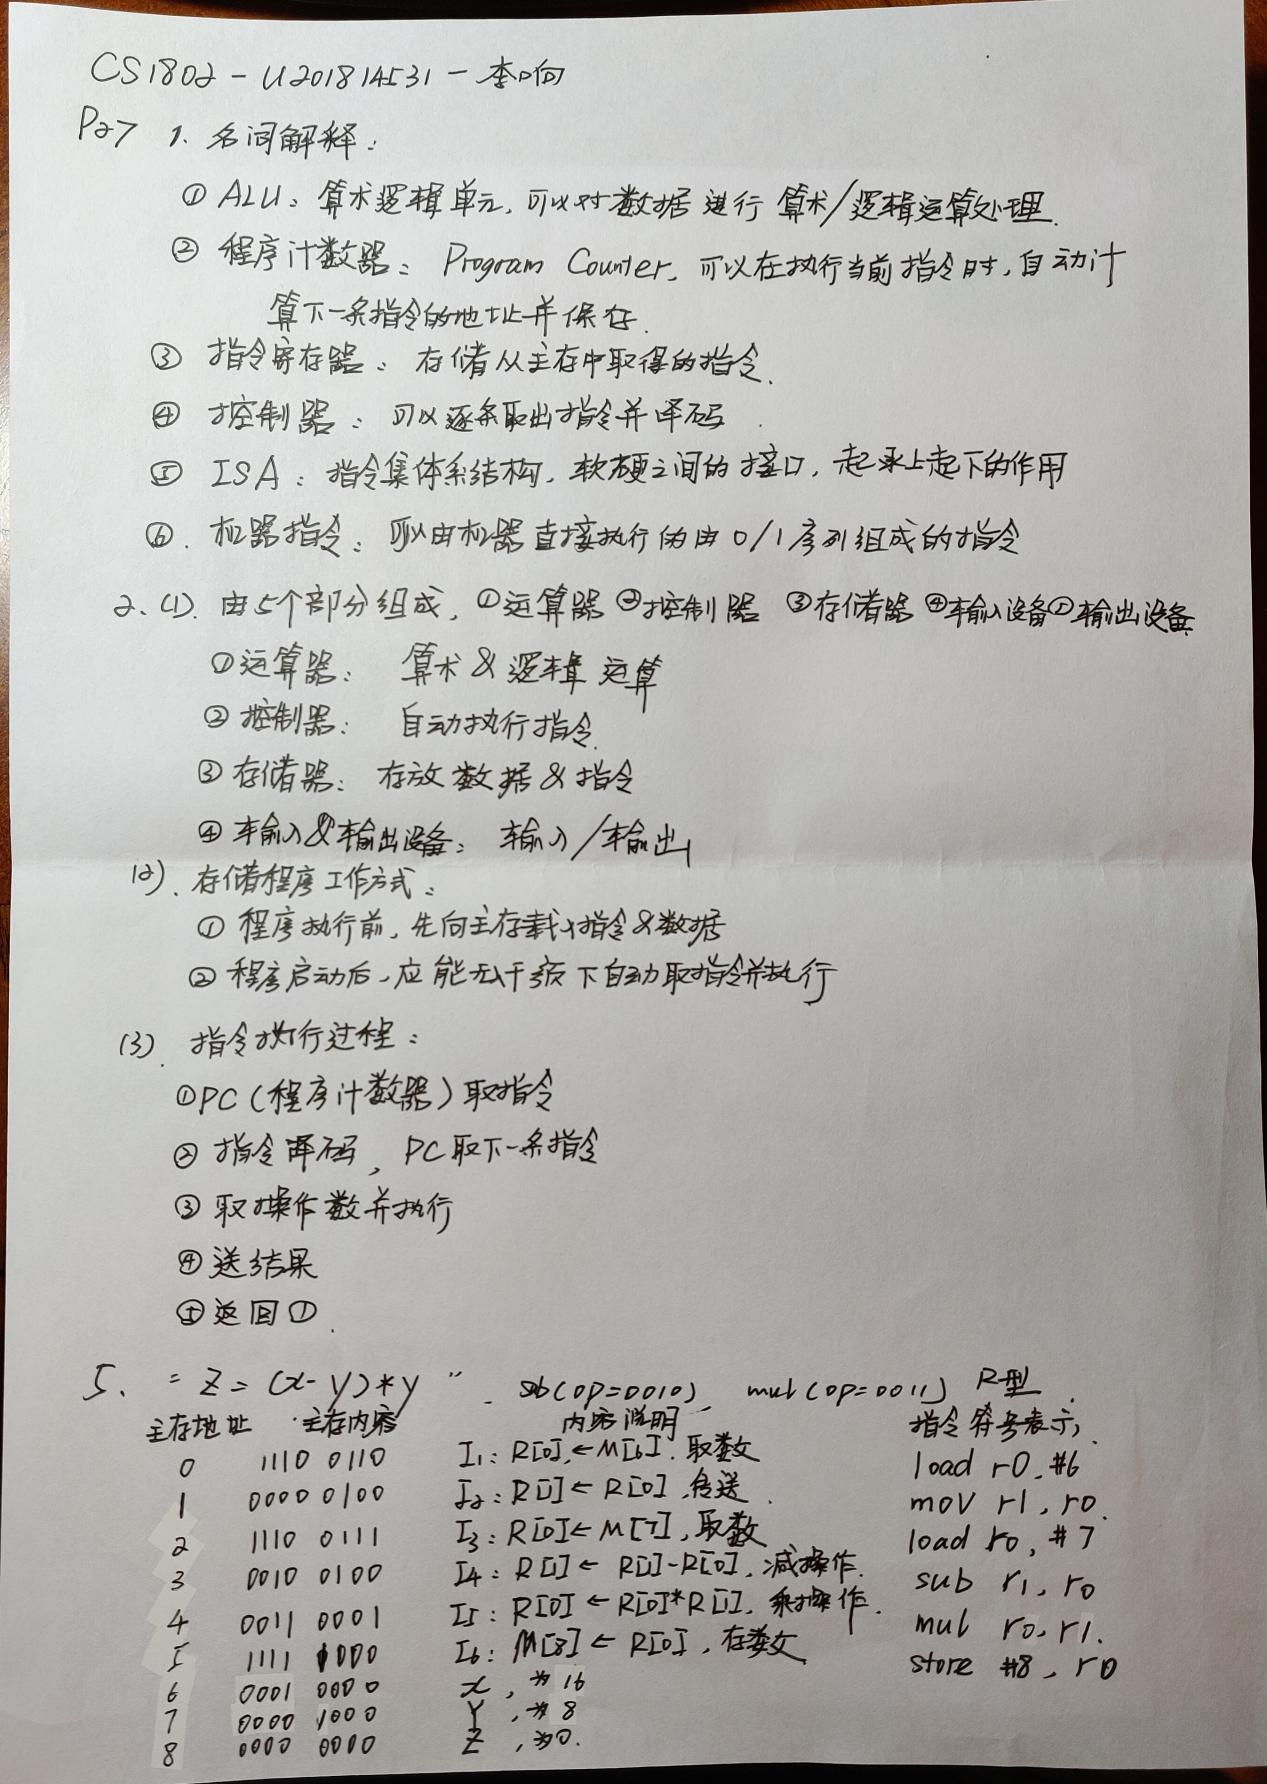 CS1802-U201814531-李响
P27 1. 名词解释:
① ALU: 算术逻辑单元, 可以对数据进行算术/逻辑运算处理.
② 程序计数器: Program Counter, 可以在执行当前指令时, 自动计
算下一条指令的地址并保存.
③ 指令寄存器: 存储从主存中取得的指令.
④ 控制器: 可以逐条取出指令并译码.
⑤ ISA: 指令集体系结构, 软硬之间的接口, 起承上起下的作用
⑥. 机器指令: 可以由机器直接执行的由0/1序列组成的指令
2. (1). 由5个部分组成, ①运算器 ②控制器 ③存储器 ④输入设备⑤输出设备.
①运算器: 算术&逻辑运算
②控制器: 自动执行指令.
③存储器: 存放数据&指令
④输入&输出设备: 输入/输出
(2). 存储程序工作方式:
① 程序执行前, 先向主存载入指令&数据
② 程序启动后, 应能无干预下自动取指令并执行
(3). 指令执行过程:
①PC(程序计数器)取指令
② 指令译码, PC取下一条指令
③ 取操作数并执行
④ 送结果
⑤ 返回①.
5. "Z=(x-y)*y". sub(op=0010), mul(op=0011) R型.
主存地址 主存内容 内容说明 指令符号表示.
0 1110 0110 I1: R[0]←M[6]. 取数 load r0, #6
1 0000 0100 I2: R[1]←R[0], 传送. mov r1, r0.
2 1110 0111 I3: R[0]←M[7], 取数 load r0, #7
3 0010 0100 I4: R[1]←R[1]-R[0], 减操作. sub r1, r0
4 0011 0001 I5: R[0]←R[0]*R[1], 乘操作. mul r0, r1.
5 1111 1000 I6: M[8]←R[0], 存数 store #8, r0
6 0001 0000 x, 为16
7 0000 1000 y, 为8
8 0000 0000 z, 为0.